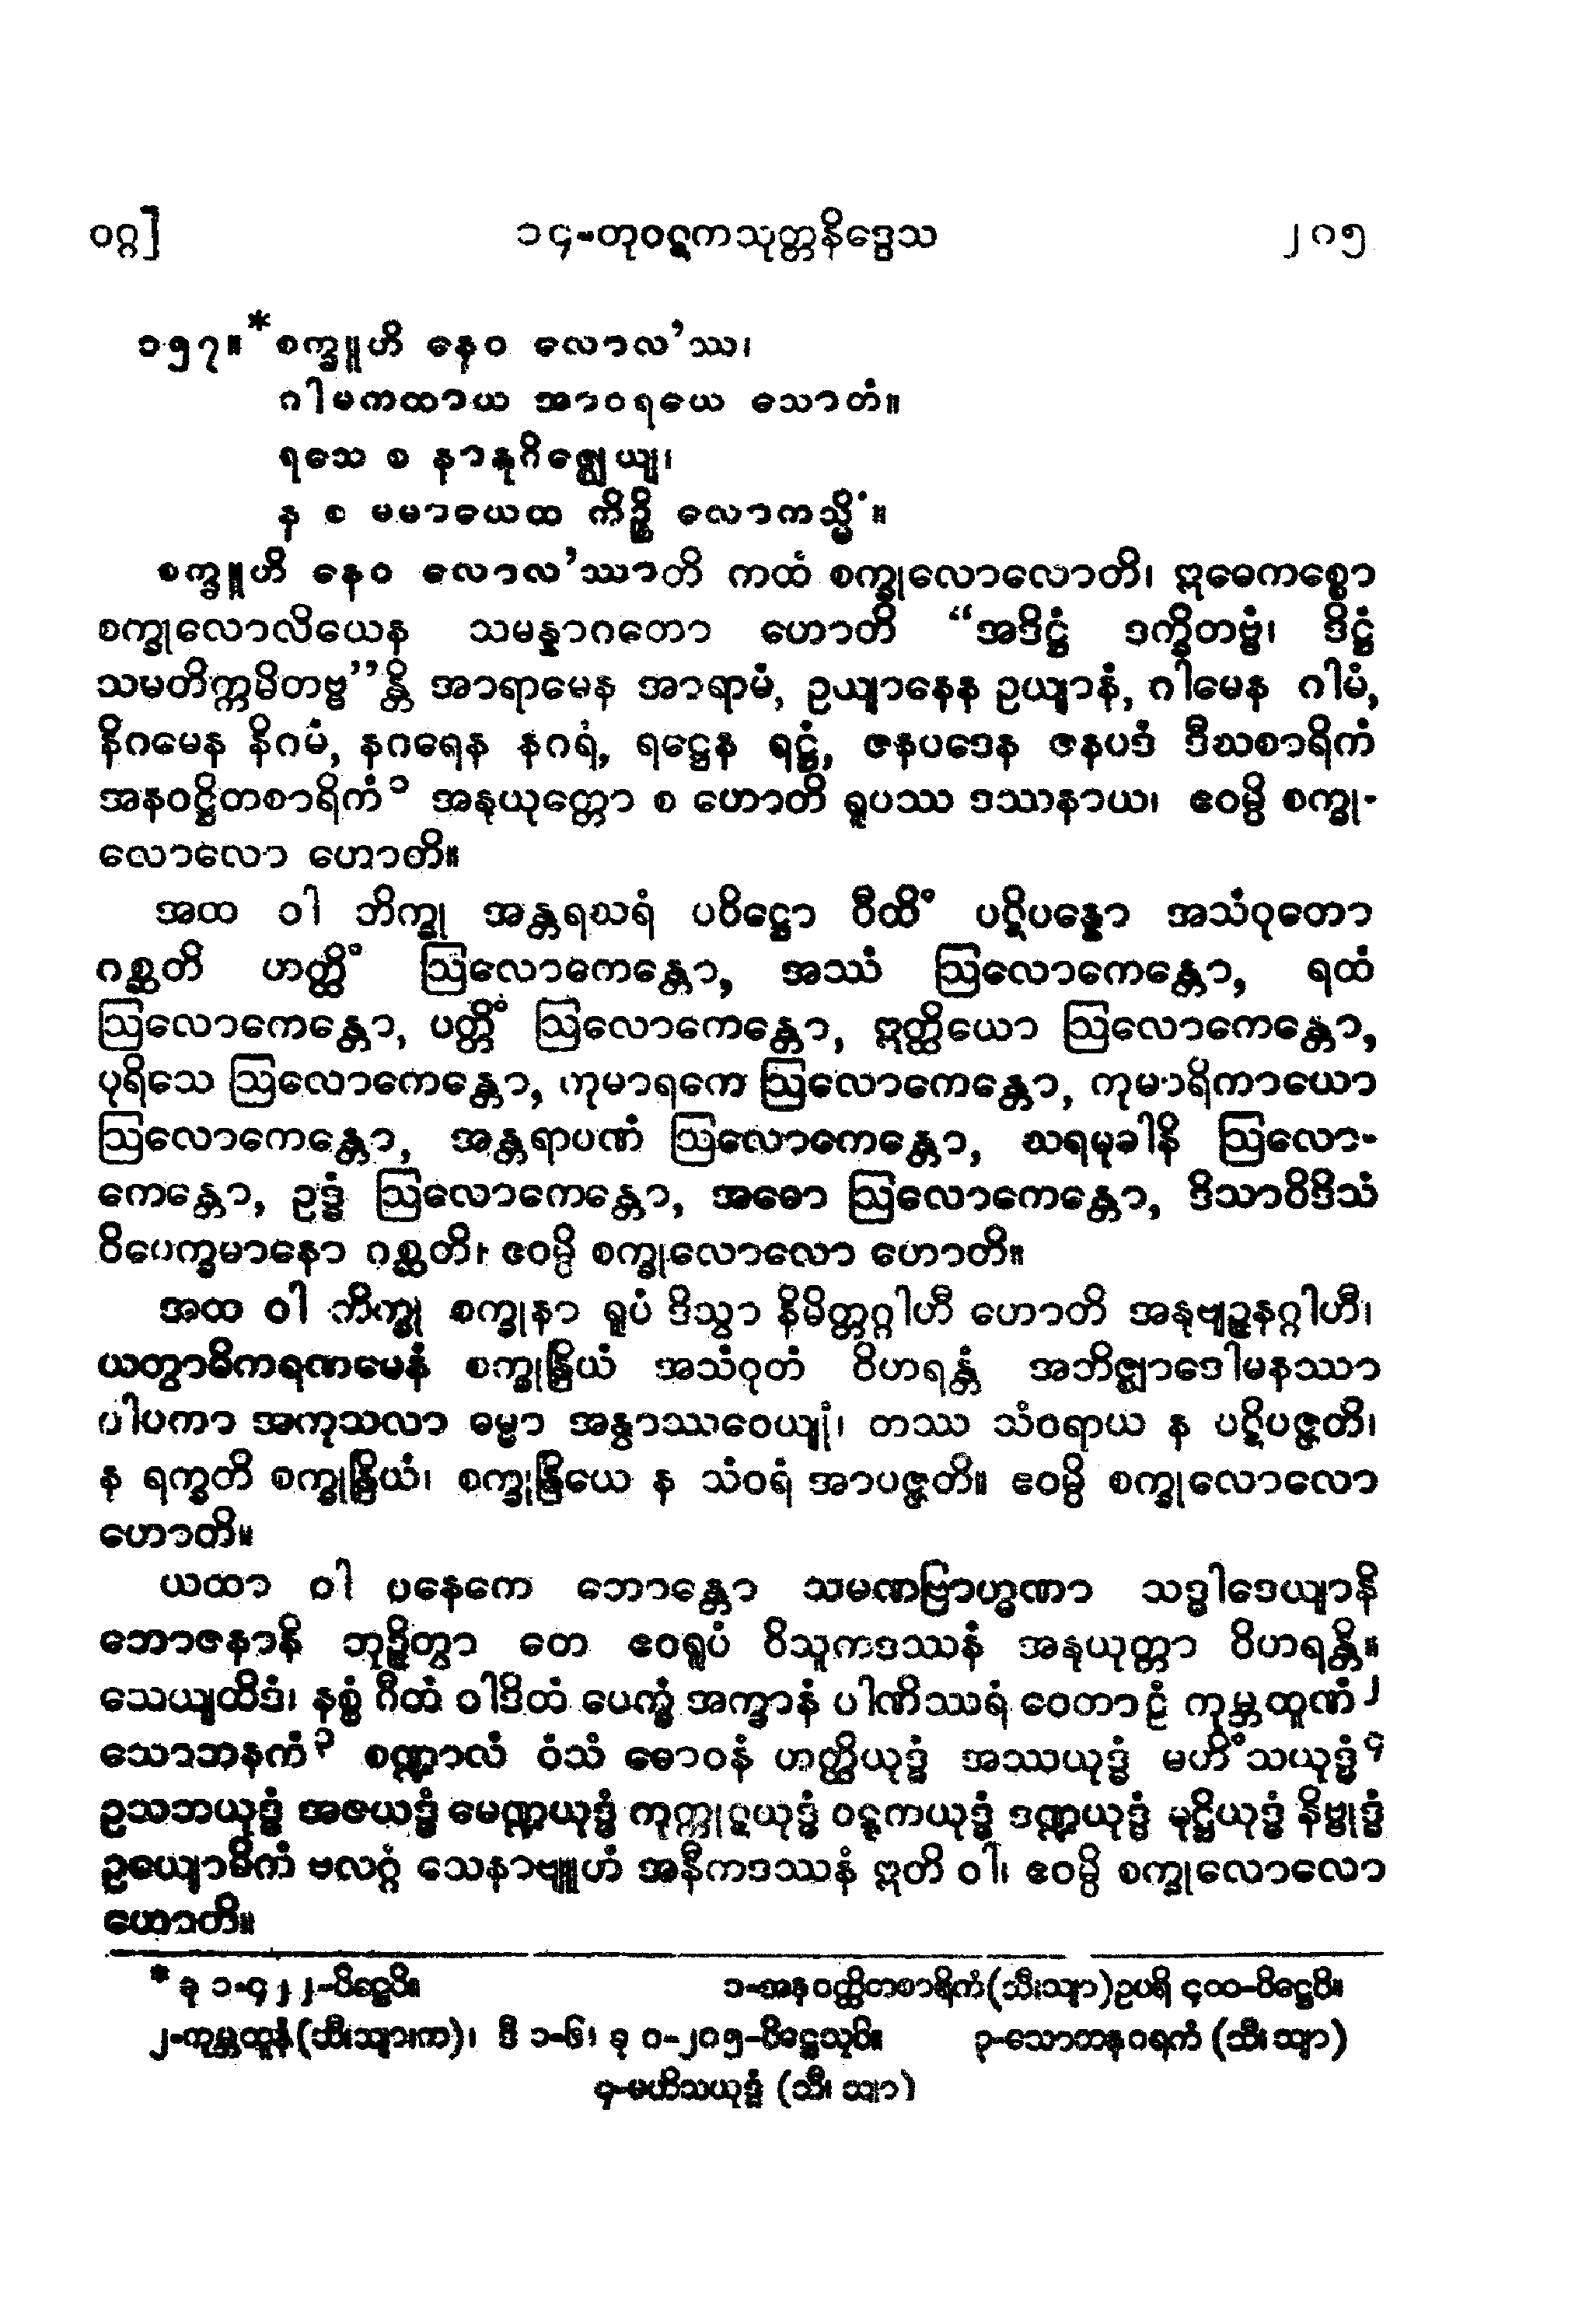 ဝဂ္ဂ] ၁၄-တုဝဋ္ဋကသုတ္တနိဒ္ဒေသ ၂၈၅
၁၅၇။*စက္ခူဟိ နေဝ လောလ’ဿ၊
ဂါမကထာယ အာဝရယေ သောတံ။
ရသေ စ နာနုဂိဇ္ဈေယျ၊
န စ မမာယေထ ကိဉ္စိ လောကသ္မိံ။
စက္ခူဟိ နေဝ လောလ’ဿာတိ ကထံ စက္ခုလောလောတိ၊ ဣဓေကစ္စော
စက္ခုလောလိယေန သမန္နာဂတော ဟောတိ “အဒိဋ္ဌံ ဒက္ခိတဗ္ဗံ၊ ဒိဋ္ဌံ
သမတိက္ကမိတဗ္ဗ”န္တိ အာရာမေန အာရာမံ, ဥယျာနေန ဥယျာနံ, ဂါမေန ဂါမံ,
နိဂမေန နိဂမံ, နဂရေန နဂရံ, ရဋ္ဌေန ရဋ္ဌံ, ဇနပဒေန ဇနပဒံ ဒီဃစာရိကံ
အနဝဋ္ဌိတစာရိကံ၁ အနုယုတ္တော စ ဟောတိ ရူပဿ ဒဿနာယ၊ ဧဝမ္ပိ စက္ခု-
လောလော ဟောတိ။
အထ ဝါ ဘိက္ခု အန္တရဃရံ ပဝိဋ္ဌော ဝီထိံ ပဋိပန္နော အသံဝုတော
ဂစ္ဆတိ ဟတ္ထိံ ဩလောကေန္တော, အဿံ ဩလောကေန္တော, ရထံ
ဩလောကေန္တော, ပတ္တိံ ဩလောကေန္တော, ဣတ္ထိယော ဩလောကေန္တော,
ပုရိသေ ဩလောကေန္တော, ကုမာရကေ ဩလောကေန္တော, ကုမာရိကာယော
ဩလောကေန္တော, အန္တရာပဏံ ဩလောကေန္တော, ဃရမုခါနိ ဩလော-
ကေန္တော, ဥဒ္ဓံ ဩလောကေန္တော, အဓော ဩလောကေန္တော, ဒိသာဝိဒိသံ
ဝိပေက္ခမာနော ဂစ္ဆတိ၊ ဧဝမ္ပိ စက္ခုလောလော ဟောတိ။
အထ ဝါ ဘိက္ခု စက္ခုနာ ရူပံ ဒိသွာ နိမိတ္တဂ္ဂါဟီ ဟောတိ အနုဗျဉ္ဇနဂ္ဂါဟီ၊
ယတွာဓိကရဏမေနံ စက္ခုန္ဒြိယံ အသံဝုတံ ဝိဟရန္တံ အဘိဇ္ဈာဒေါမနဿာ
ပါပကာ အကုသလာ ဓမ္မာ အန္วာဿဝေယျုံ၊ တဿ သံဝရာယ န ပဋိပဇ္ဇတိ၊
န ရက္ခတိ စက္ခုန္ဒြိယံ၊ စက္ခုန္ဒြိယေ န သံဝရံ အာပဇ္ဇတိ။ ဧဝမ္ပိ စက္ခုလောလော
ဟောတိ။
ယထာ ဝါ ပနေကေ ဘောန္တော သမဏဗြာဟ္မဏာ သဒ္ဓါဒေယျာနိ
ဘောဇနာနိ ဘုဉ္ဇိတွာ တေ ဧဝရူပံ ဝိသူကဒဿနံ အနုယုတ္တာ ဝိဟရန္တိ။
သေယျထိဒံ၊ နစ္စံ ဂီတံ ဝါဒိတံ ပေက္ခံ အက္ခာနံ ပါဏိဿရံ ဝေတာဠံ ကုမ္ဘထူဏံ၂
သောဘနကံ၃ စဏ္ဍာလံ ဝံသံ ဓောဝနံ ဟတ္ထိယုဒ္ဓံ အဿယုဒ္ဓံ မဟိံသယုဒ္ဓံ၄
ဥသဘယုဒ္ဓံ အဇယုဒ္ဓံ မေဏ္ဍယုဒ္ဓံ ကုက္ကုဋယုဒ္ဓံ ဝဋ္ဋကယုဒ္ဓံ ဒဏ္ဍယုဒ္ဓံ မုဋ္ဌိယုဒ္ဓံ နိဗ္ဗုဒ္ဓံ
ဥယျောဓိကံ ဗလဂ္ဂံ သေနာဗျူဟံ အနီကဒဿနံ ဣတိ ဝါ၊ ဧဝမ္ပိ စက္ခုလောလော
ဟောတိ။
* ခု ၁-၄၂၂-ပိဋ္ဌေပိ။ ၁-အနဝတ္ထိတစာရိကံ(သီ၊သျာ)ဥပရိ ၄၀၀-ပိဋ္ဌေပိ။
၂-ကုမ္ဘထူနံ(သီ၊သျာ၊က)၊ ဒီ ၁-၆၊ ခု ၀-၂၈၅-ပိဋ္ဌေသုပိ။ ၃-သောဘနဂရကံ (သီ၊ သျာ)
၄-မဟိသယုဒ္ဓံ (သီ၊ သျာ)